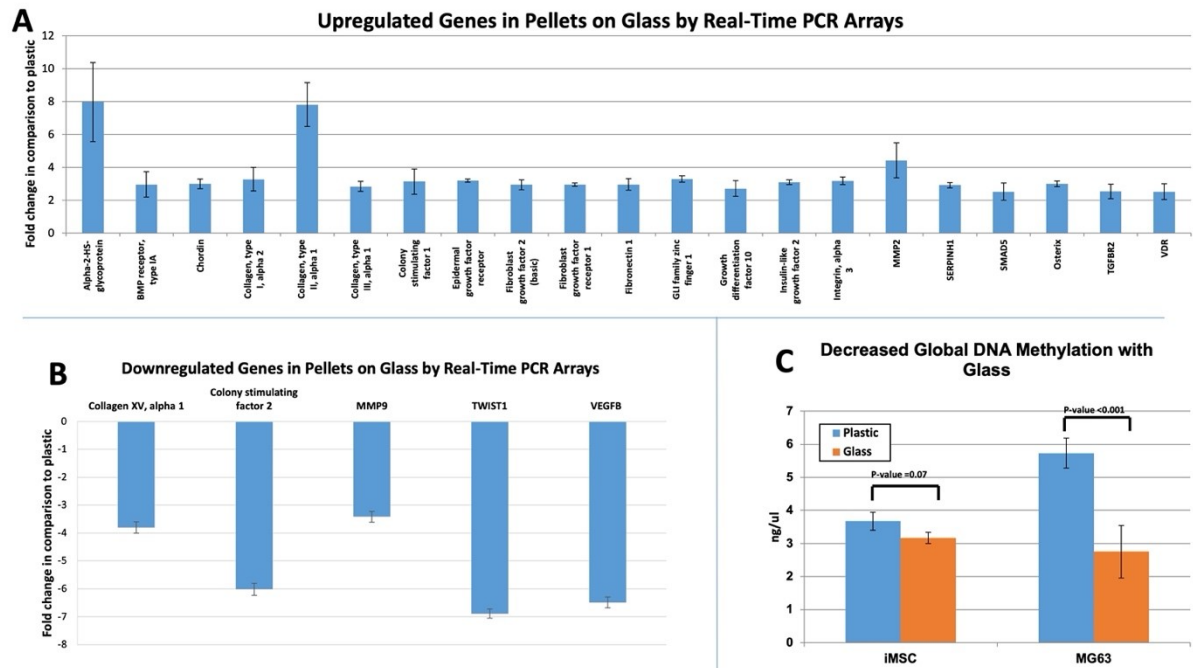 A
Upregulated Genes in Pellets on Glass by Real-Time PCR Arrays
Fold change in comparison to plastic
12
10
8
6
4
2
0
Alpha-2-HS-
glycoprotein
BMP receptor,
type IA
Chordin
Collagen, type
I, alpha 2
Collagen, type
II, alpha 1
Collagen, type
III, alpha 1
Colony
stimulating
factor 1
Epidermal
growth factor
receptor
Fibroblast
growth factor 2
(basic)
Fibroblast
growth factor
receptor 1
Fibronectin 1
GLI family zinc
finger 1
Growth
differentiation
factor 10
Insulin-like
growth factor 2
Integrin, alpha
3
MMP2
SERPINH1
SMAD5
Osterix
TGFBR2
VDR
B
Downregulated Genes in Pellets on Glass by Real-Time PCR Arrays
Collagen XV, alpha 1
Colony stimulating
factor 2
MMP9
TWIST1
VEGFB
Fold change in comparison to plastic
0
-1
-2
-3
-4
-5
-6
-7
-8
C
Decreased Global DNA Methylation with
Glass
ng/ul
7
6
5
4
3
2
1
0
Plastic
Glass
P-value =0.07
P-value <0.001
iMSC
MG63